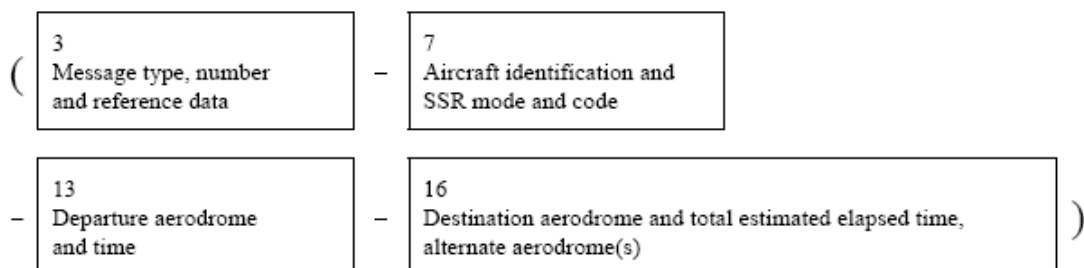 ( 3 7
Message type, number – Aircraft identification and
and reference data SSR mode and code
13 16
– Departure aerodrome – Destination aerodrome and total estimated elapsed time, )
and time alternate aerodrome(s)